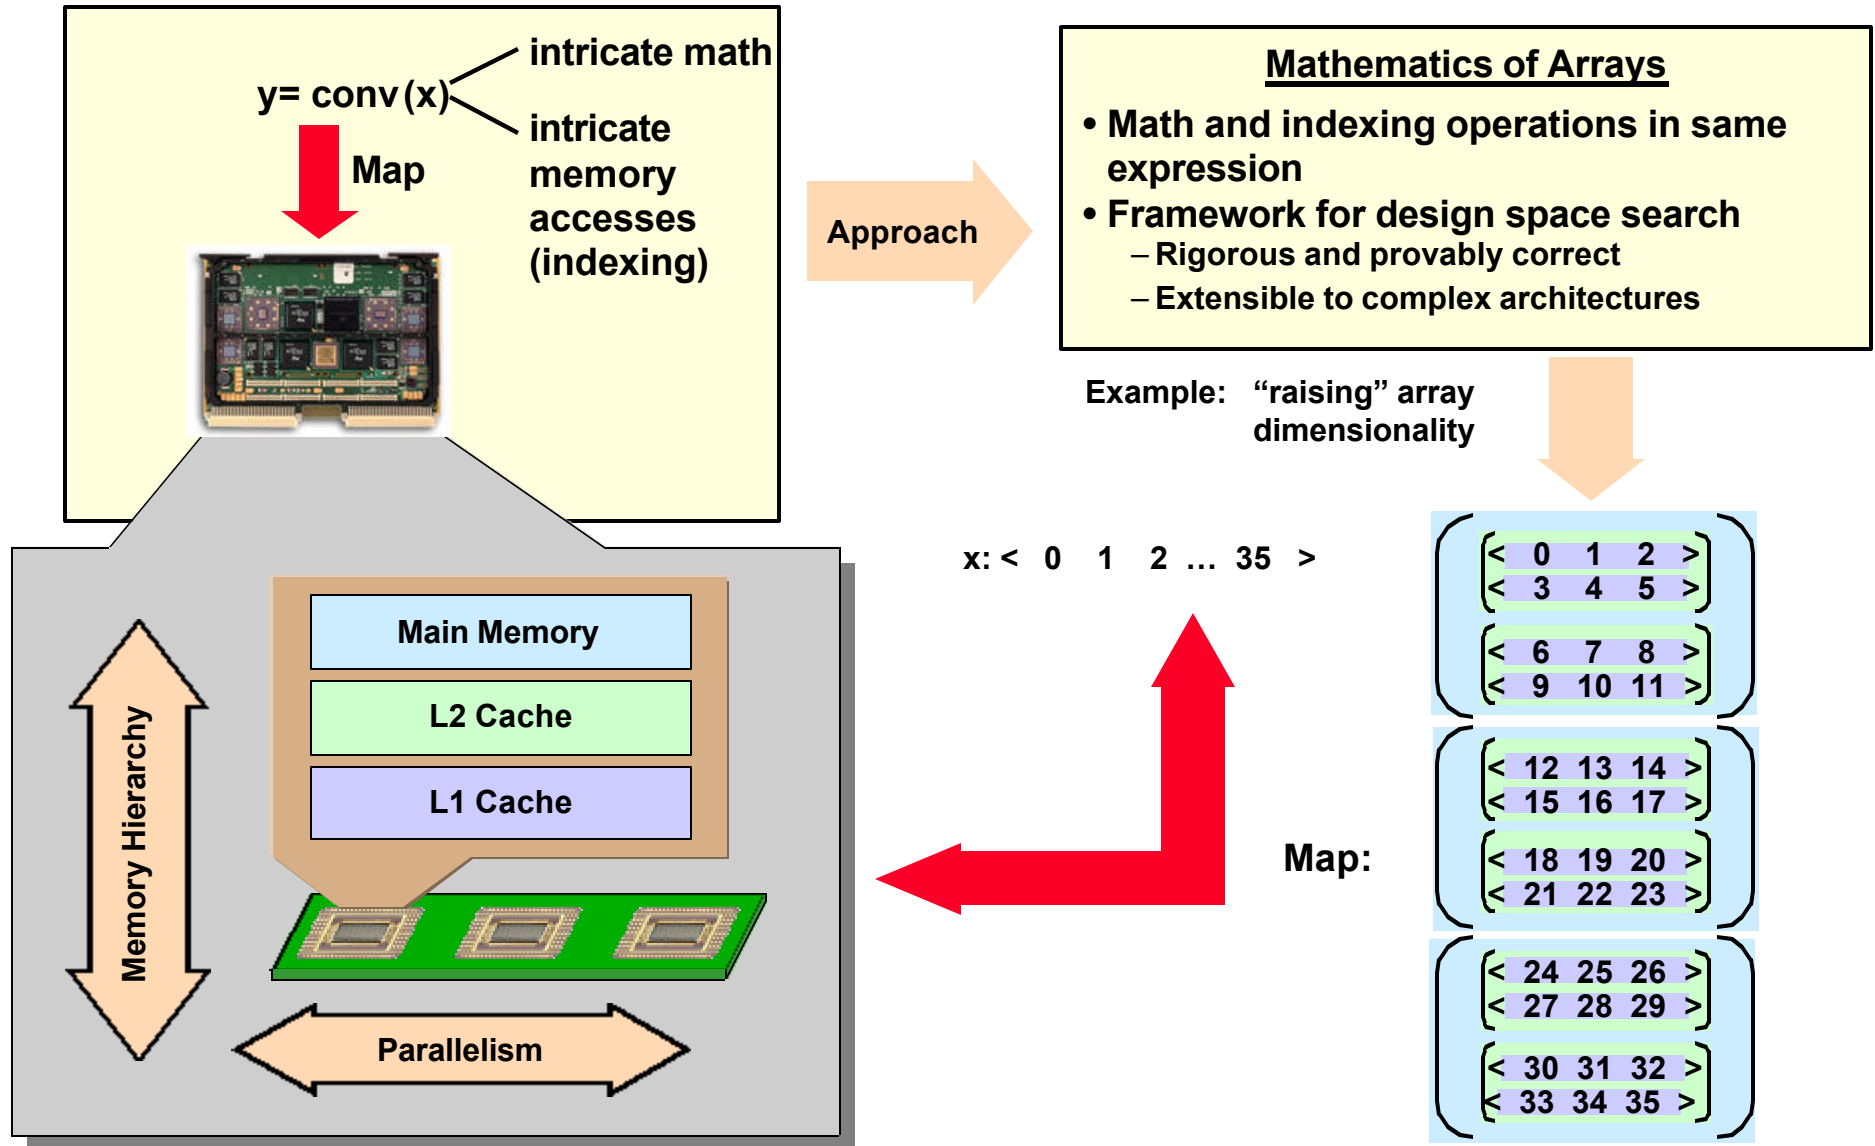 y= conv(x)
intricate math
intricate
memory
accesses
(indexing)
Map
Approach
Mathematics of Arrays
• Math and indexing operations in same
expression
• Framework for design space search
– Rigorous and provably correct
– Extensible to complex architectures
Example: “raising” array
dimensionality
x: < 0 1 2 … 35 >
Map:
< 0 1 2 >
< 3 4 5 >
< 6 7 8 >
< 9 10 11 >
< 12 13 14 >
< 15 16 17 >
< 18 19 20 >
< 21 22 23 >
< 24 25 26 >
< 27 28 29 >
< 30 31 32 >
< 33 34 35 >
Main Memory
L2 Cache
L1 Cache
Memory Hierarchy
Parallelism